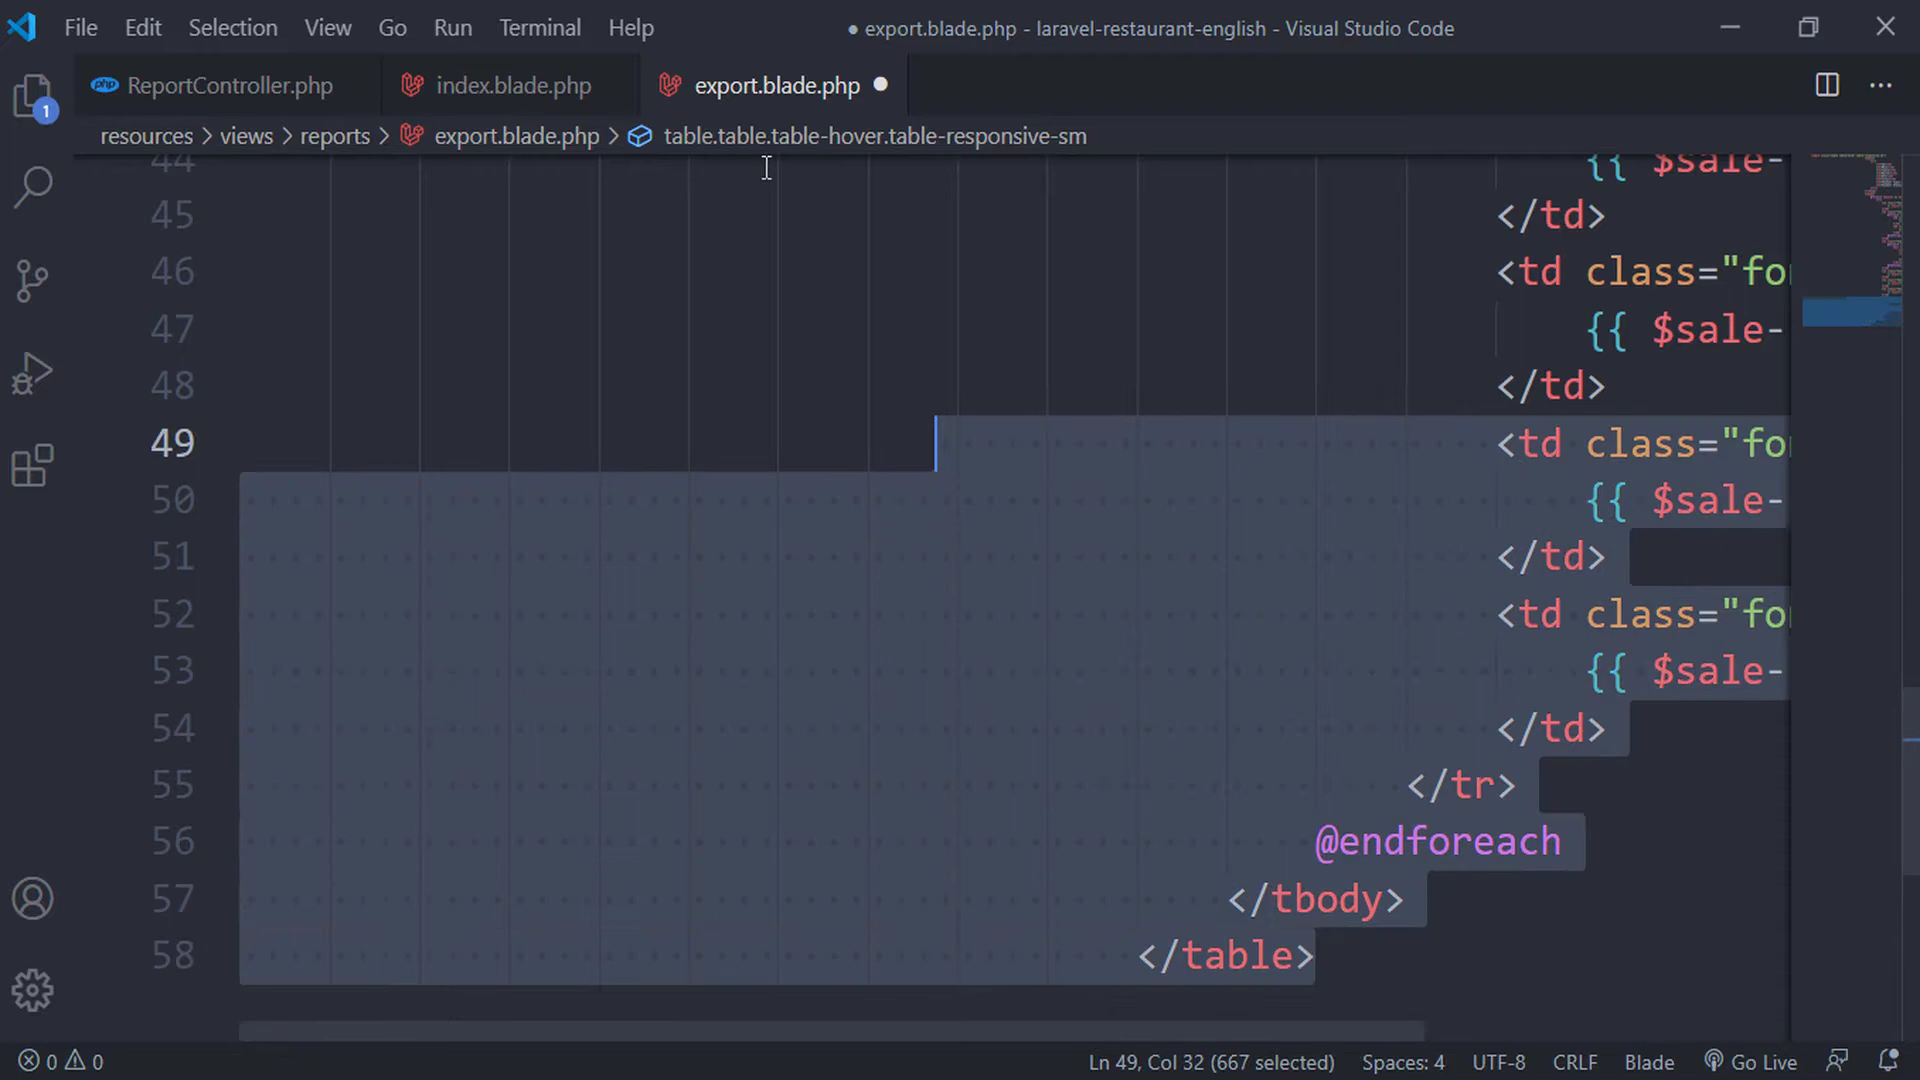 File Edit Selection View Go Run Terminal Help ● export.blade.php - laravel-restaurant-english - Visual Studio Code
php ReportController.php index.blade.php export.blade.php
1
resources > views > reports > export.blade.php > table.table.table-hover.table-responsive-sm
44 {{ $sale-
45 </td>
46 <td class="fo
47 {{ $sale-
48 </td>
49 <td class="fo
50 {{ $sale-
51 </td>
52 <td class="fo
53 {{ $sale-
54 </td>
55 </tr>
56 @endforeach
57 </tbody>
58 </table>
0 0 Ln 49, Col 32 (667 selected) Spaces: 4 UTF-8 CRLF Blade Go Live